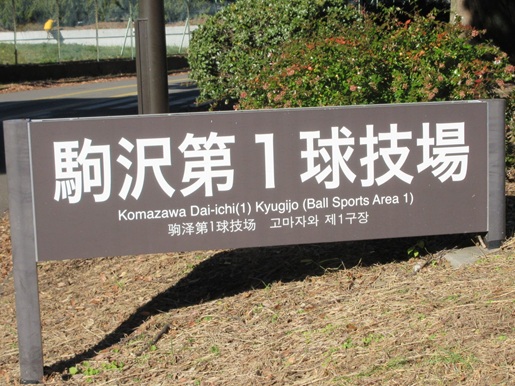 駒沢第1球技場
Komazawa Dai-ichi(1) Kyugijo (Ball Sports Area 1)
驹泽第1球技场 고마자와 제1구장